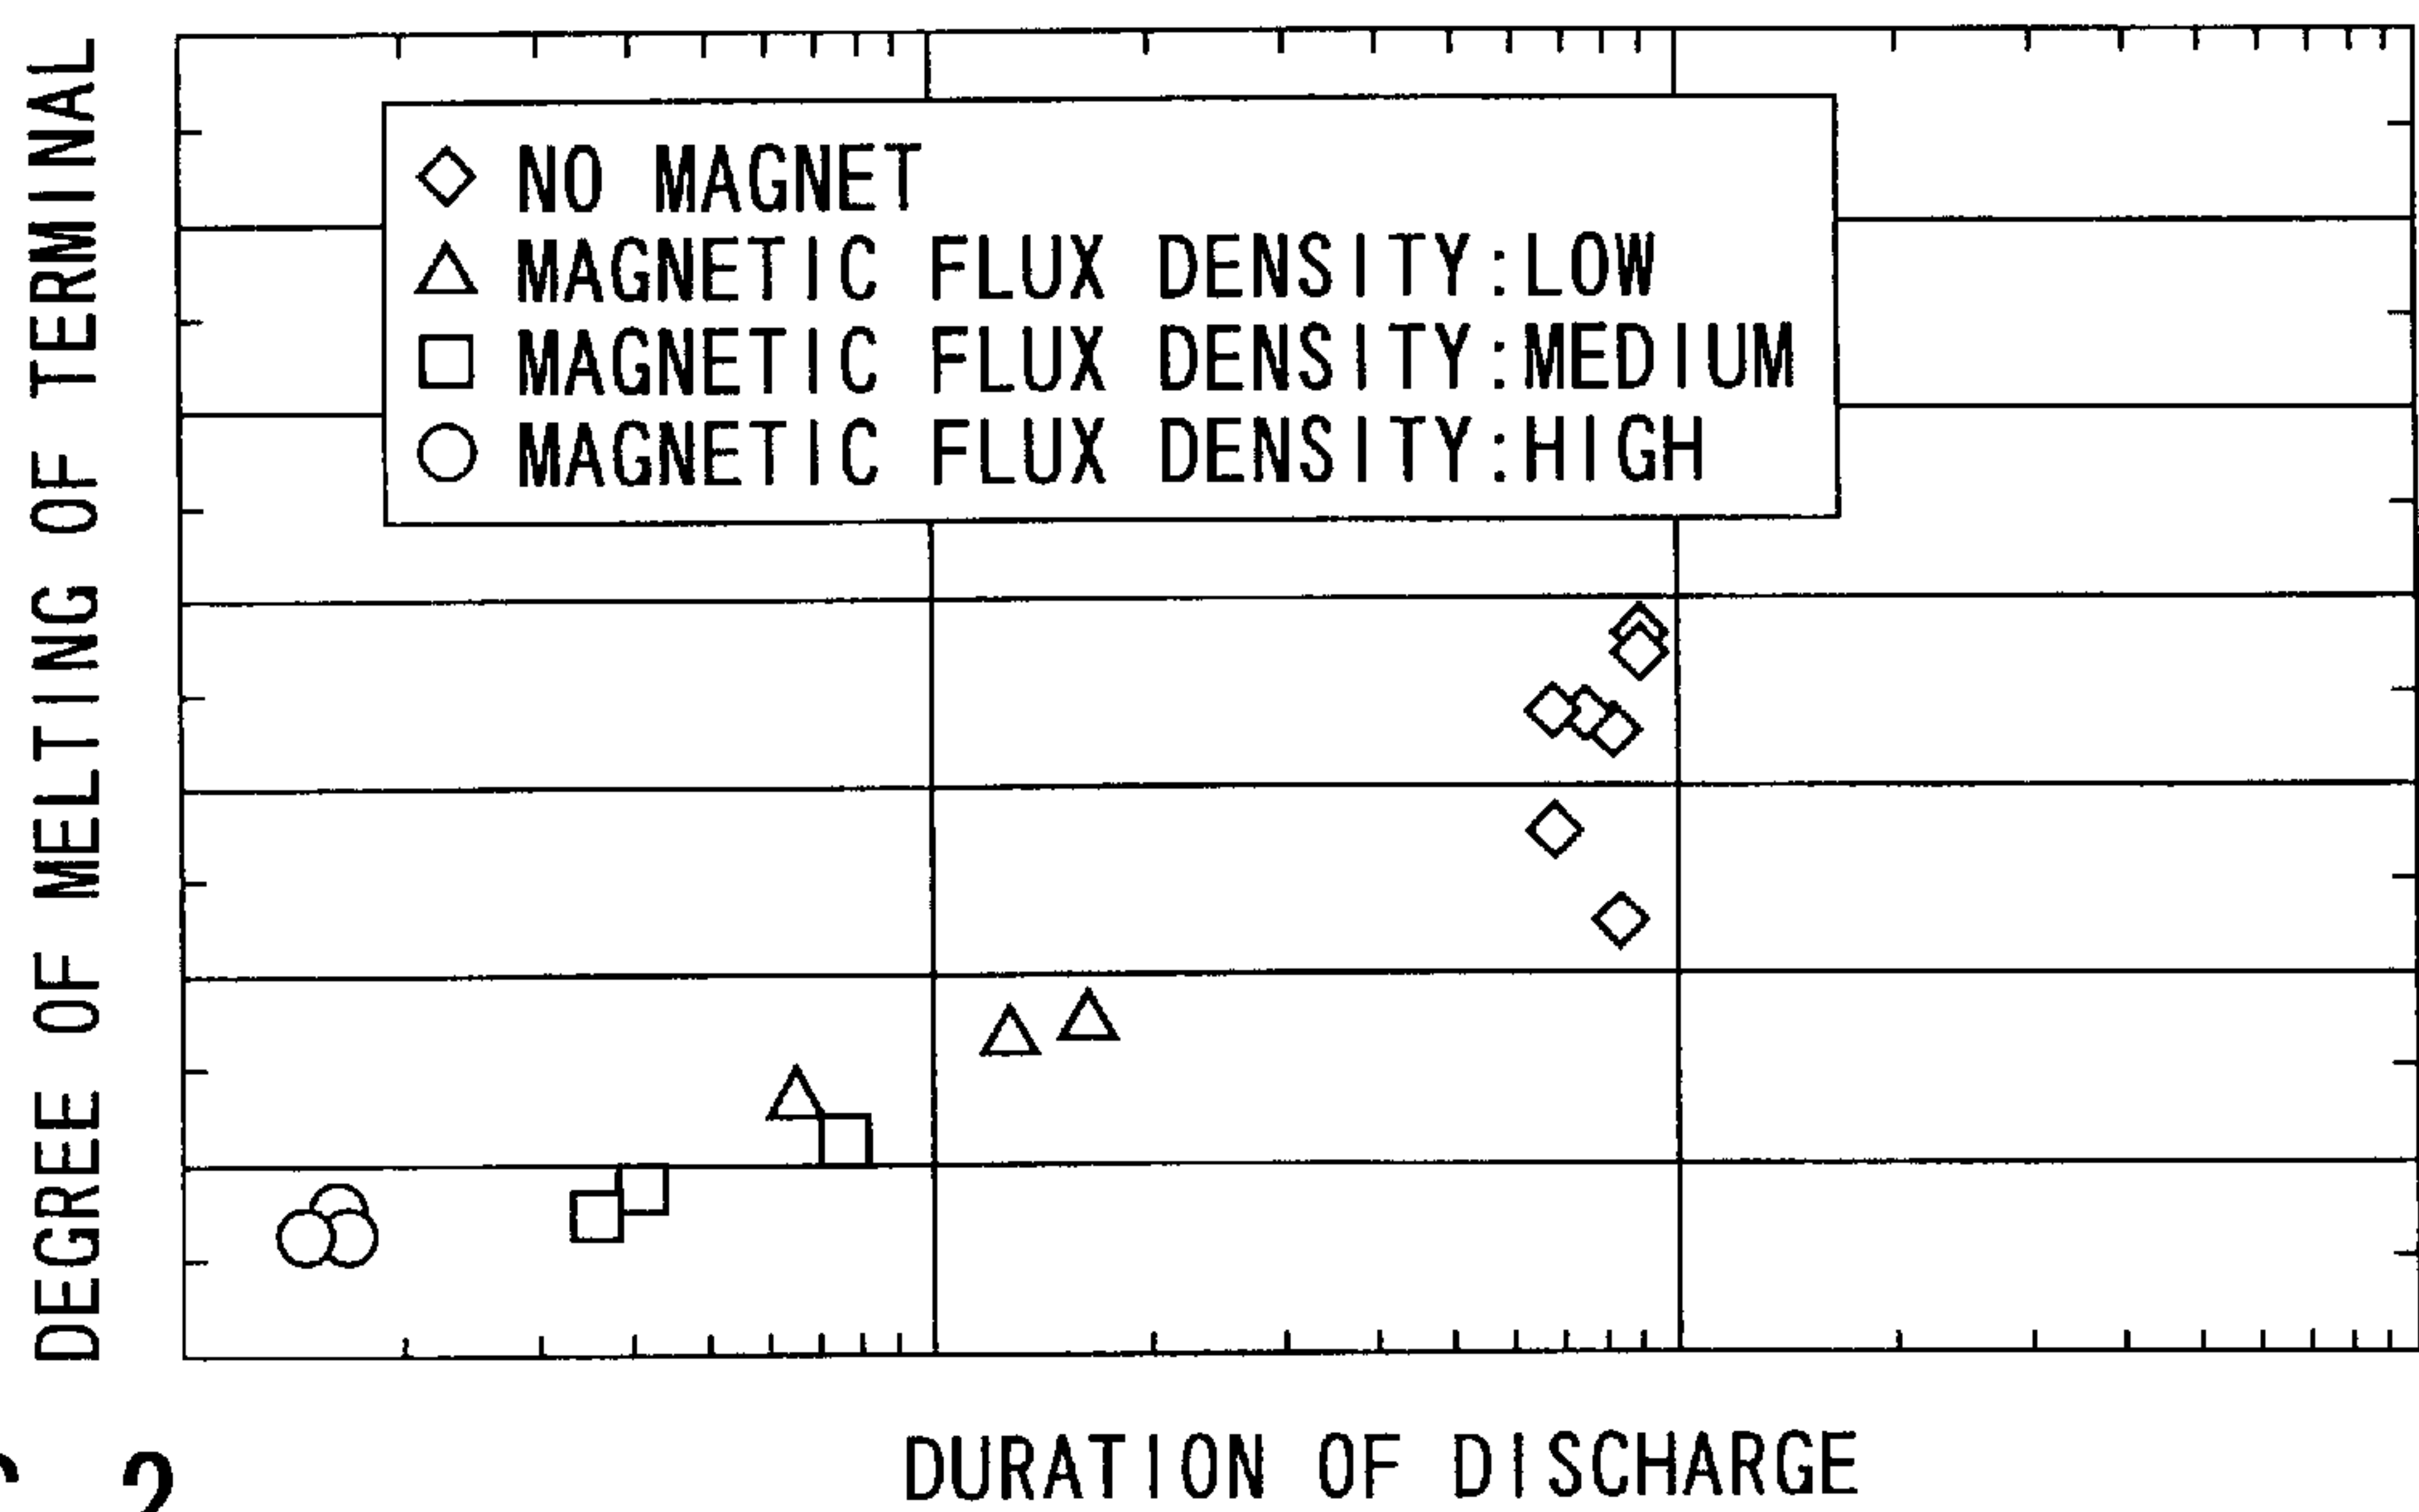 DEGREE OF MELTING OF TERMINAL
NO MAGNET
MAGNETIC FLUX DENSITY:LOW
MAGNETIC FLUX DENSITY:MEDIUM
MAGNETIC FLUX DENSITY:HIGH
DURATION OF DISCHARGE
2